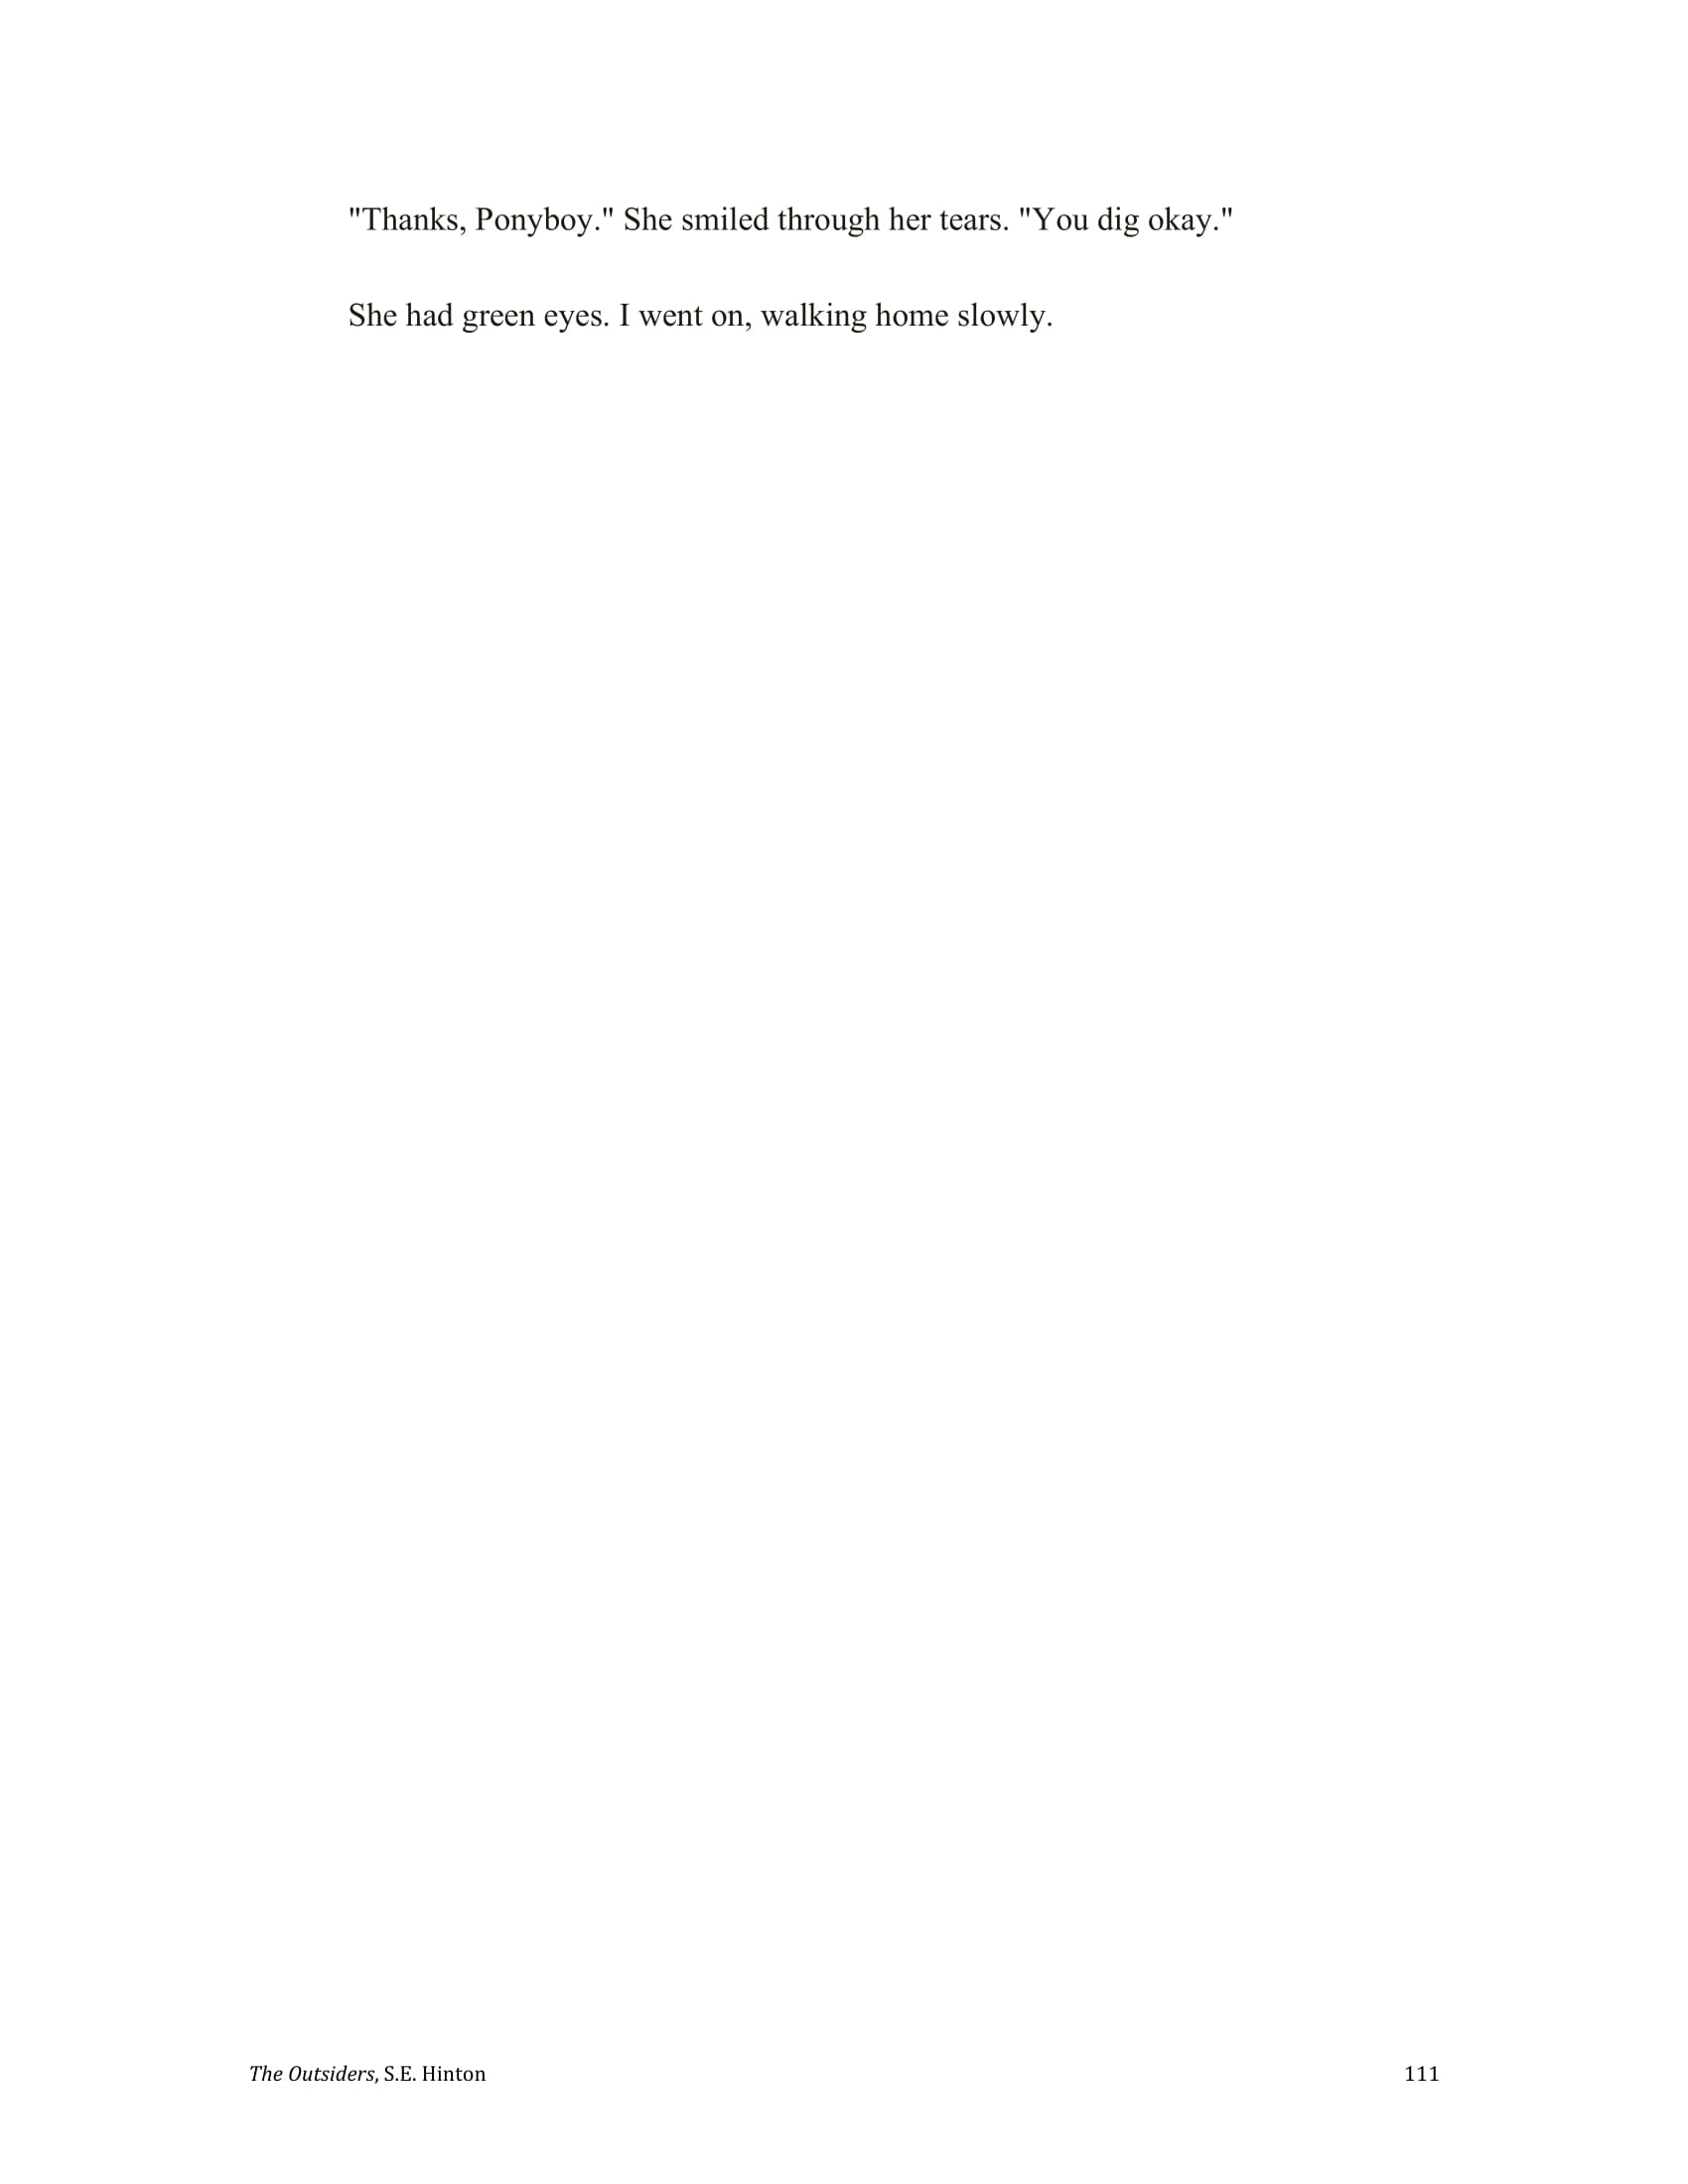 "Thanks, Ponyboy." She smiled through her tears. "You dig okay."
She had green eyes. I went on, walking home slowly.
The Outsiders, S.E. Hinton 111